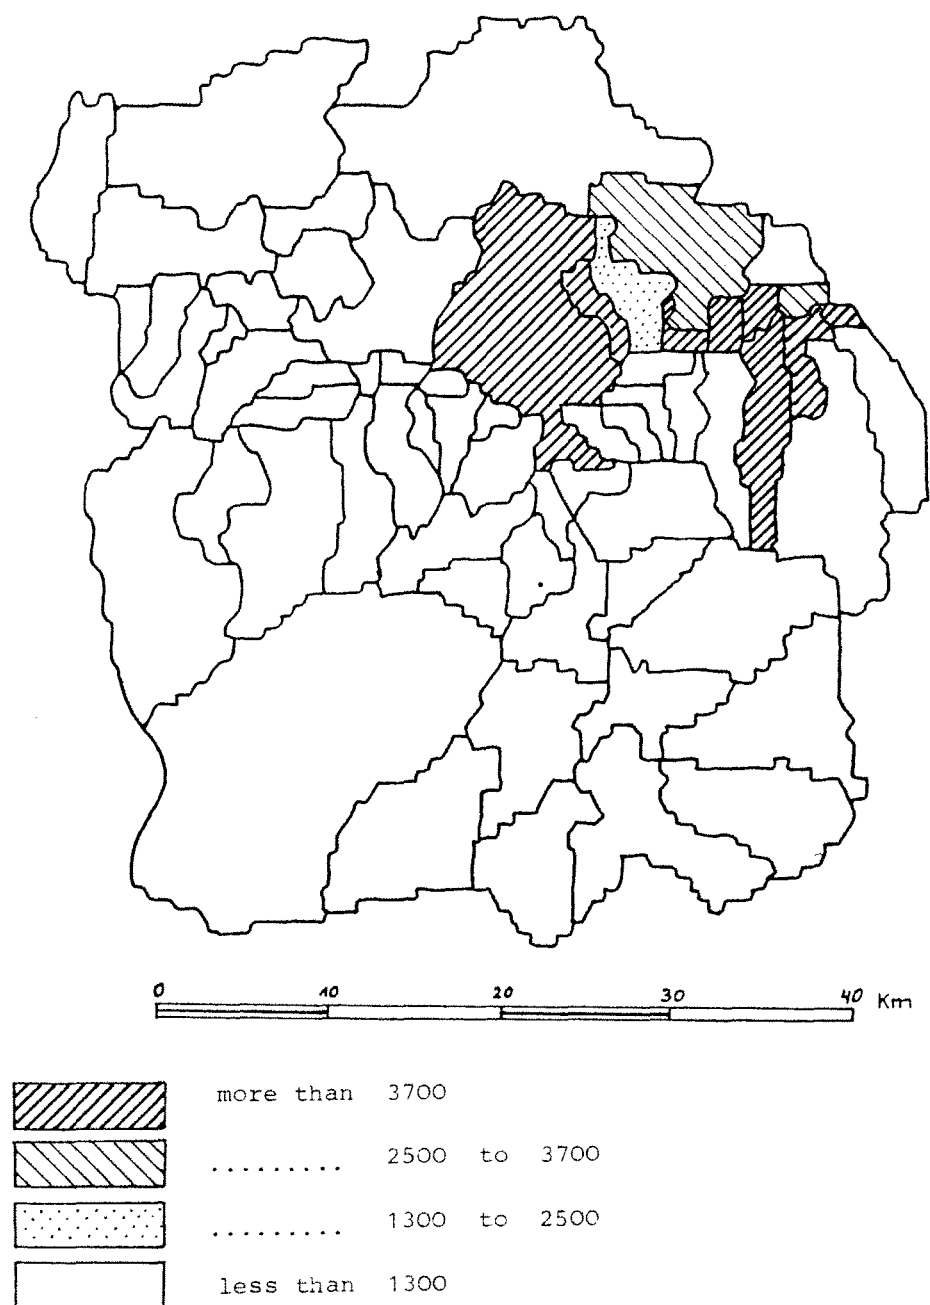 0 10 20 30 40 Km
more than 3700
......... 2500 to 3700
......... 1300 to 2500
less than 1300